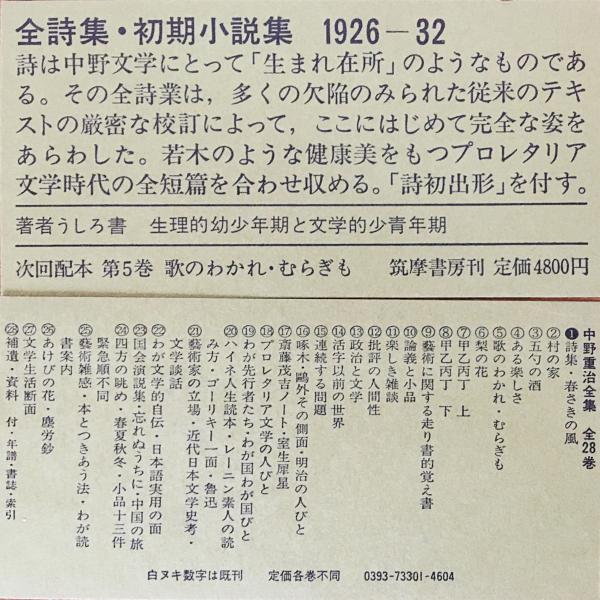 全詩集・初期小説集 1926－32
詩は中野文学にとって「生まれ在所」のようなものであ
る。その全詩業は，多くの欠陥のみられた従来のテキ
ストの厳密な校訂によって，ここにはじめて完全な姿を
あらわした。若木のような健康美をもつプロレタリア
文学時代の全短篇を合わせ収める。「詩初出形」を付す。
著者うしろ書 生理的幼少年期と文学的少青年期
次回配本 第5巻 歌のわかれ・むらぎも 筑摩書房刊 定価4800円
中野重治全集 全28巻
❶詩集・春さきの風
②村の家
③五勺の酒
④ある楽しさ
⑤歌のわかれ・むらぎも
⑥梨の花
⑦甲乙丙丁 上
⑧甲乙丙丁 下
⑨藝術に関する走り書的覚え書
⑩論義と小品
⑪楽しき雑談
⑫批評の人間性
⑬政治と文学
⑭活字以前の世界
⑮連続する問題
⑯啄木・鷗外その側面・明治の人びと
⑰斎藤茂吉ノート・室生犀星
⑱プロレタリア文学の人びと
⑲わが先行者たち・わが国わが国びと
⑳ハイネ人生読本・レーニン素人の読
み方・ゴーリキー一面・魯迅
㉑藝術家の立場・近代日本文学史考・
文学談話
㉒わが文学的自伝・日本語実用の面
㉓国会演説集・忘れぬうちに・中国の旅
㉔四方の眺め・春夏秋冬・小品十三件
緊急順不同
㉕藝術雑感・本とつきあう法・わが読
書案内
㉖あけびの花・塵労鈔
㉗文学生活断面
㉘補遺・資料 付・年譜・書誌・索引
白ヌキ数字は既刊 定価各巻不同 0393-73301-4604